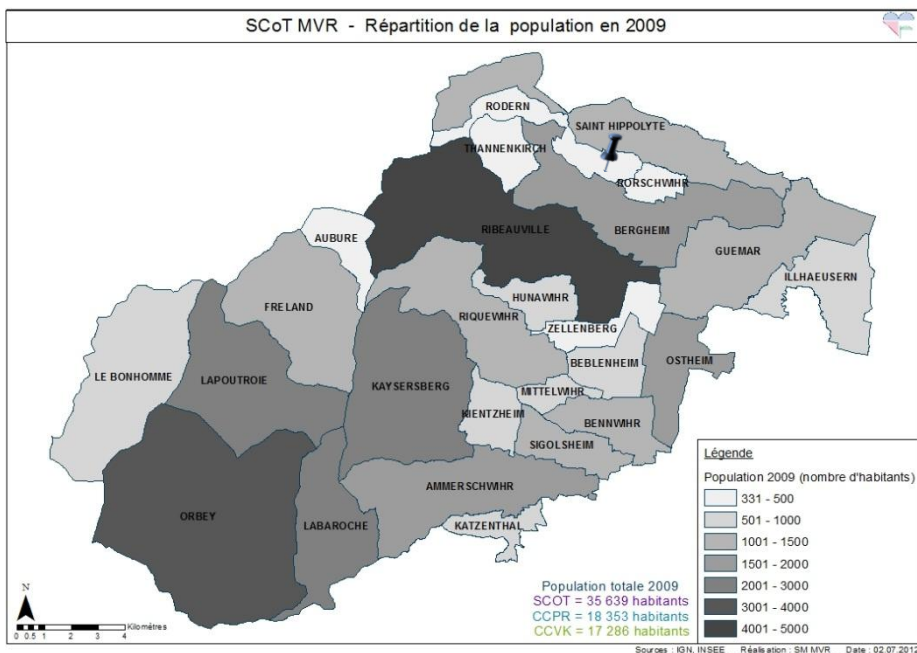 SCoT MVR - Répartition de la population en 2009
RODERN
SAINT HIPPOLYTE
THANNENKIRCH
RORSCHWIHR
RIBEAUVILLE
BERGHEIM
AUBURE
GUEMAR
ILLHAEUSERN
HUNAWIHR
FRELAND
RIQUEWIHR
ZELLENBERG
BEBLENHEIM
OSTHEIM
LE BONHOMME
LAPOUTROIE
KAYSERSBERG
MITTELWIHR
KIENTZHEIM
BENNWIHR
SIGOLSHEIM
AMMERSCHWIHR
ORBEY
LABAROCHE
KATZENTHAL
Légende
Population 2009 (nombre d'habitants)
331 - 500
501 - 1000
1001 - 1500
1501 - 2000
2001 - 3000
3001 - 4000
4001 - 5000
Population totale 2009
SCOT = 35 639 habitants
CCPR = 18 353 habitants
CCVK = 17 286 habitants
N
0 0.5 1 2 3 4 Kilomètres
Sources : IGN, INSEE Réalisation : SM MVR Date : 02.07.2012